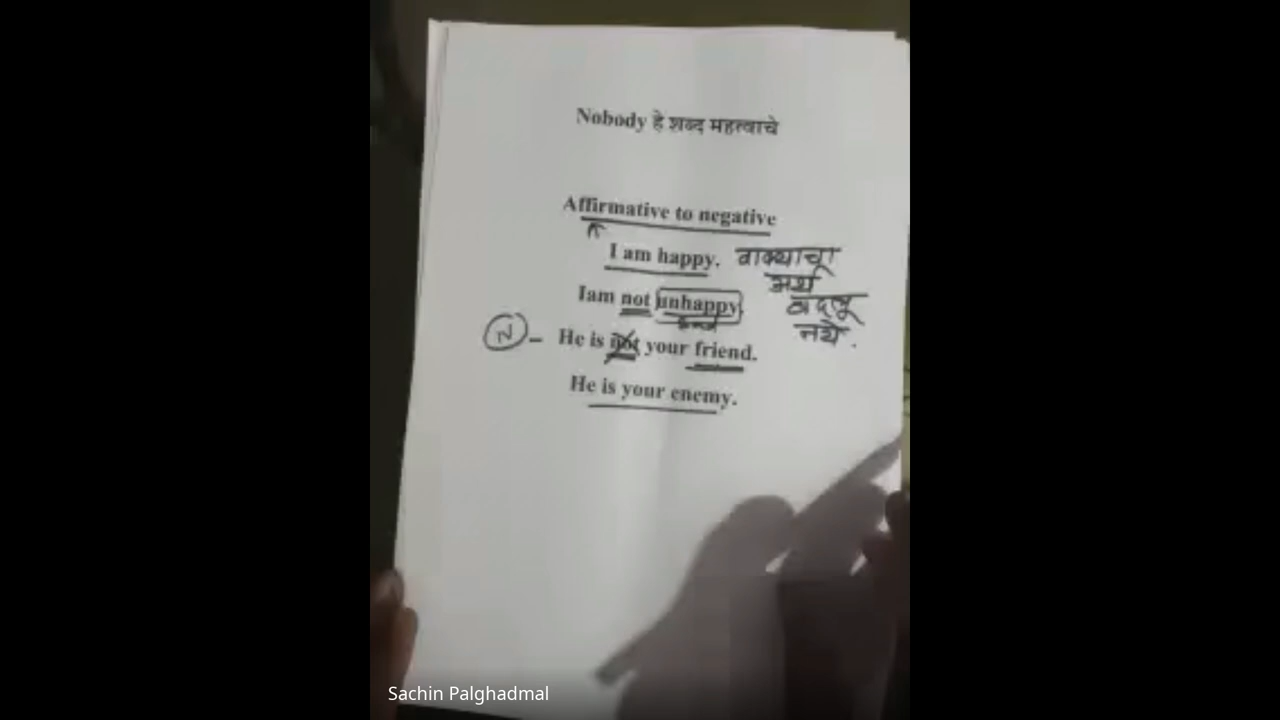 Nobody हे शब्द महत्वाचे
Affirmative to negative
I am happy. वाक्याचा
अर्थ
बदलू
नये.
Iam not unhappy.
N - He is not your friend.
He is your enemy.
Sachin Palghadmal